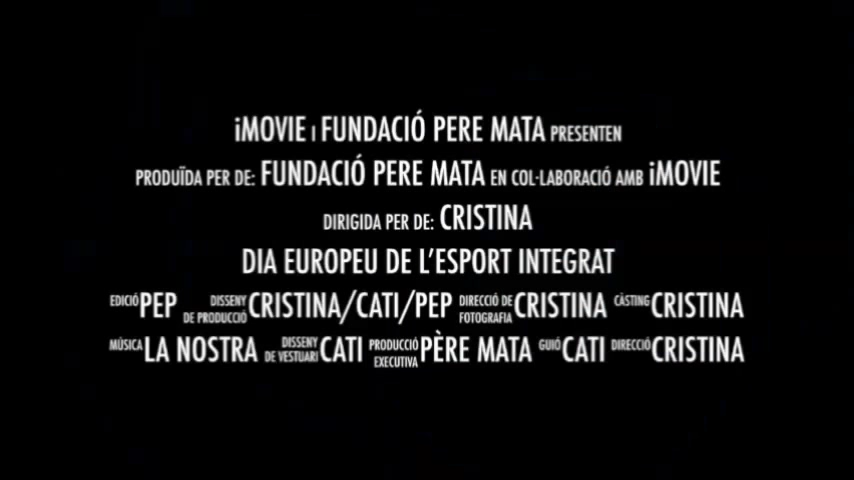 iMOVIE I FUNDACIÓ PERE MATA PRESENTEN
PRODUÏDA PER DE: FUNDACIÓ PERE MATA EN COL·LABORACIÓ AMB iMOVIE
DIRIGIDA PER DE: CRISTINA
DIA EUROPEU DE L'ESPORT INTEGRAT
EDICIÓ PEP DISSENY DE PRODUCCIÓ CRISTINA/CATI/PEP DIRECCIÓ DE FOTOGRAFIA CRISTINA CÀSTING CRISTINA
MÚSICA LA NOSTRA DISSENY DE VESTUARI CATI PRODUCCIÓ EXECUTIVA PÈRE MATA GUIÓ CATI DIRECCIÓ CRISTINA